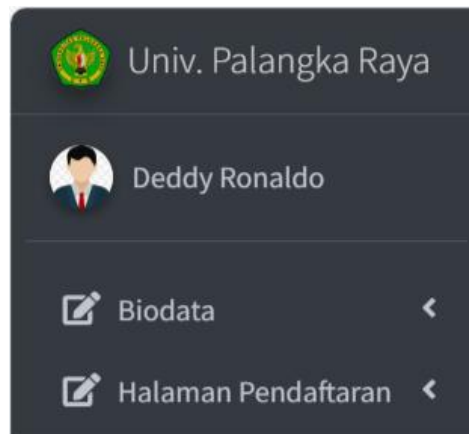 Univ. Palangka Raya
Deddy Ronaldo
Biodata
Halaman Pendaftaran